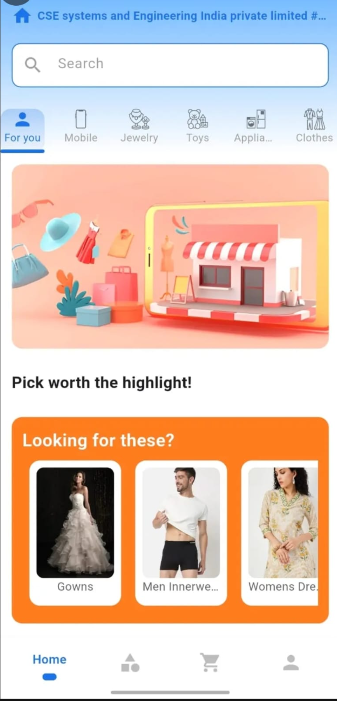 CSE systems and Engineering India private limited #...
Search
For you Mobile Jewelry Toys Applia... Clothes
Pick worth the highlight!
Looking for these?
Gowns Men Innerwe... Womens Dre.
Home